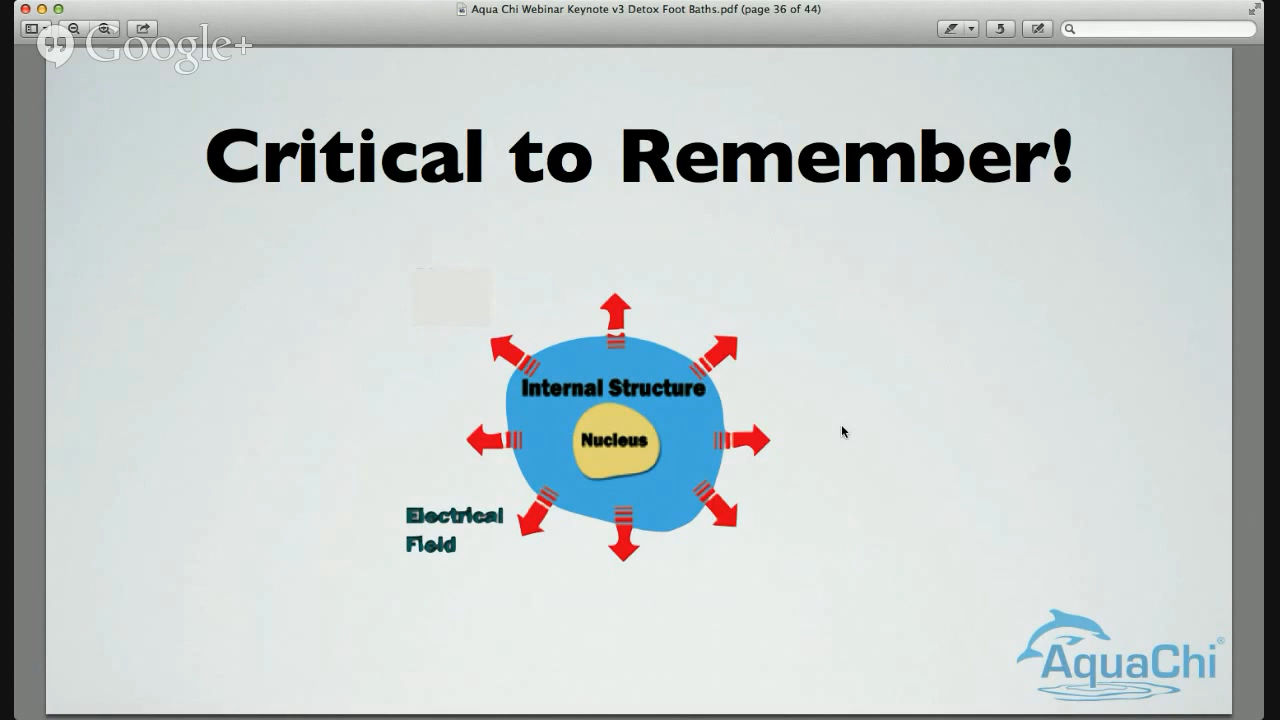 Aqua Chi Webinar Keynote v3 Detox Foot Baths.pdf (page 36 of 44)
Google+
Critical to Remember!
Internal Structure
Nucleus
Electrical
Field
AquaChi®